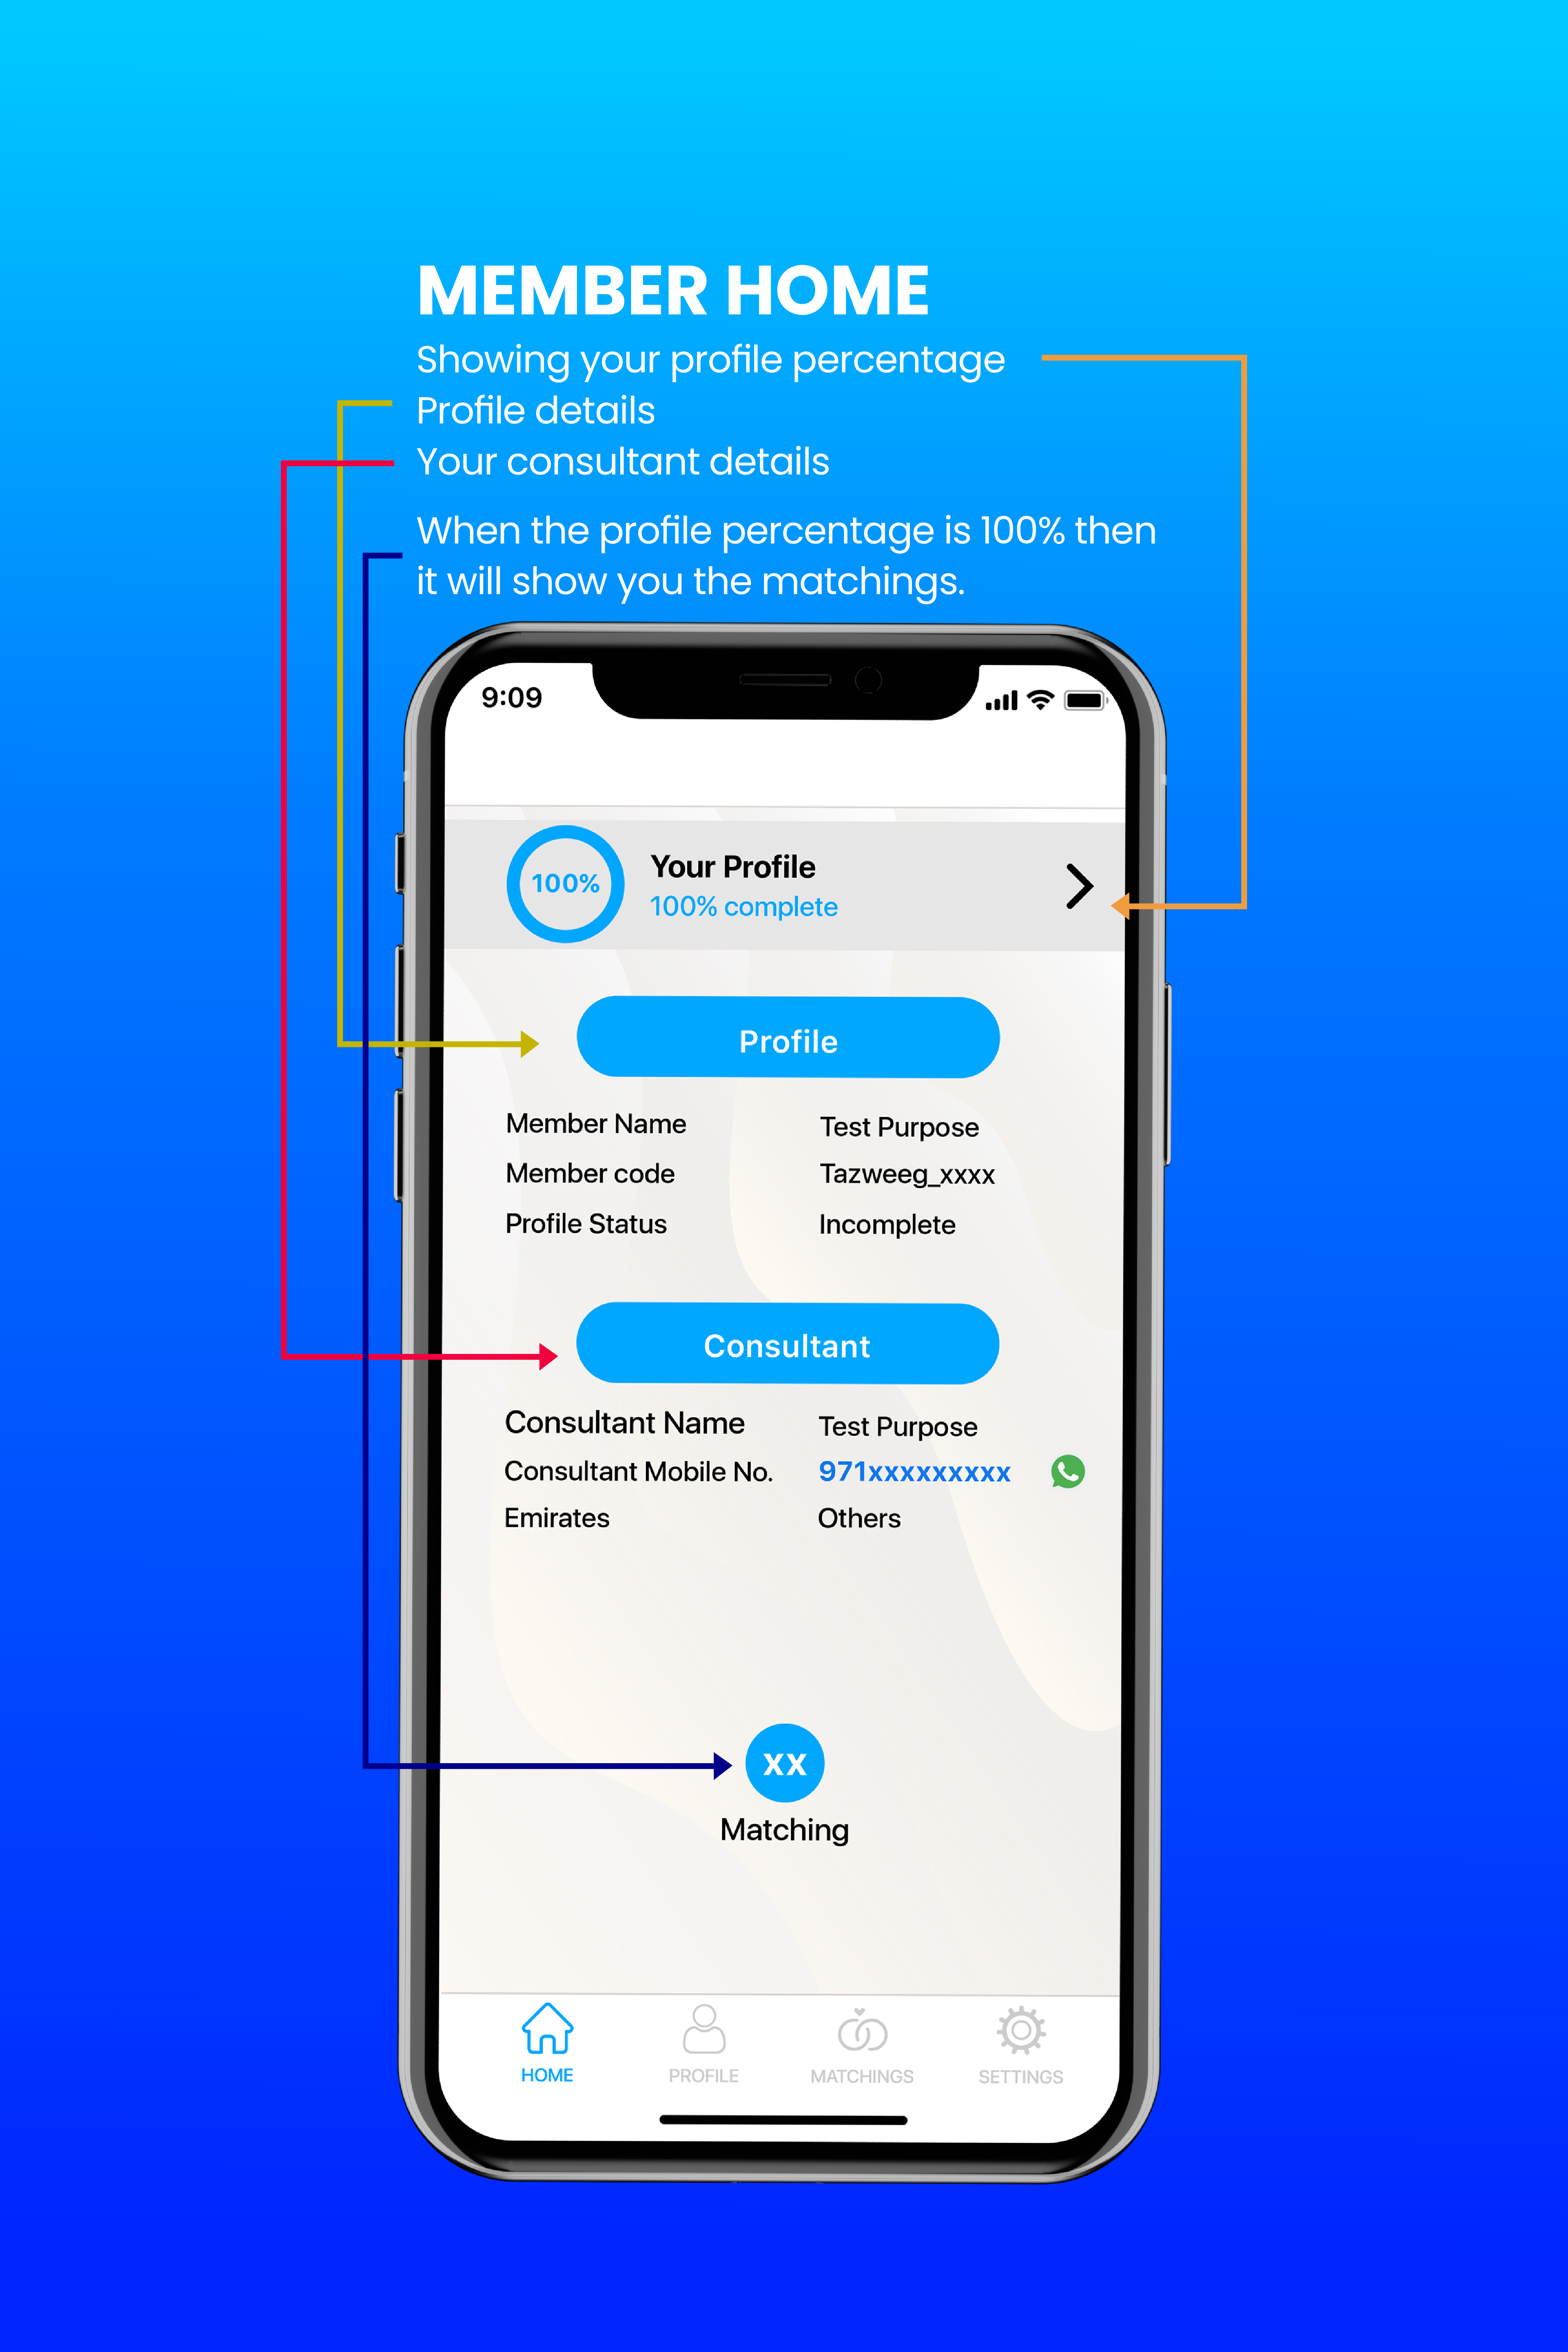 MEMBER HOME
Showing your profile percentage
Profile details
Your consultant details
When the profile percentage is 100% then
it will show you the matchings.
9:09
100%
Your Profile
100% complete
Profile
Member Name Test Purpose
Member code Tazweeg_xxxx
Profile Status Incomplete
Consultant
Consultant Name Test Purpose
Consultant Mobile No. 971xxxxxxxxx
Emirates Others
xx
Matching
HOME PROFILE MATCHINGS SETTINGS